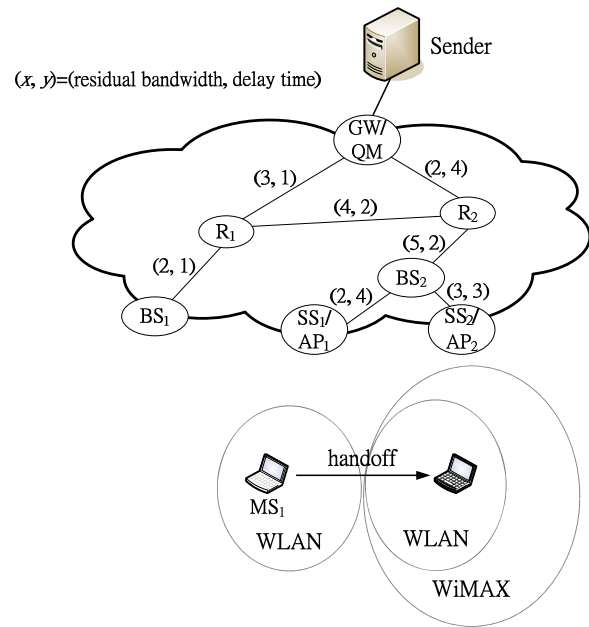 Sender
(x, y)=(residual bandwidth, delay time)
GW/
QM
(3, 1)
(2, 4)
(4, 2)
R₁
R₂
(5, 2)
(2, 1)
BS₂
(2, 4)
(3, 3)
BS₁
SS₁/
AP₁
SS₂/
AP₂
handoff
MS₁
WLAN
WLAN
WiMAX